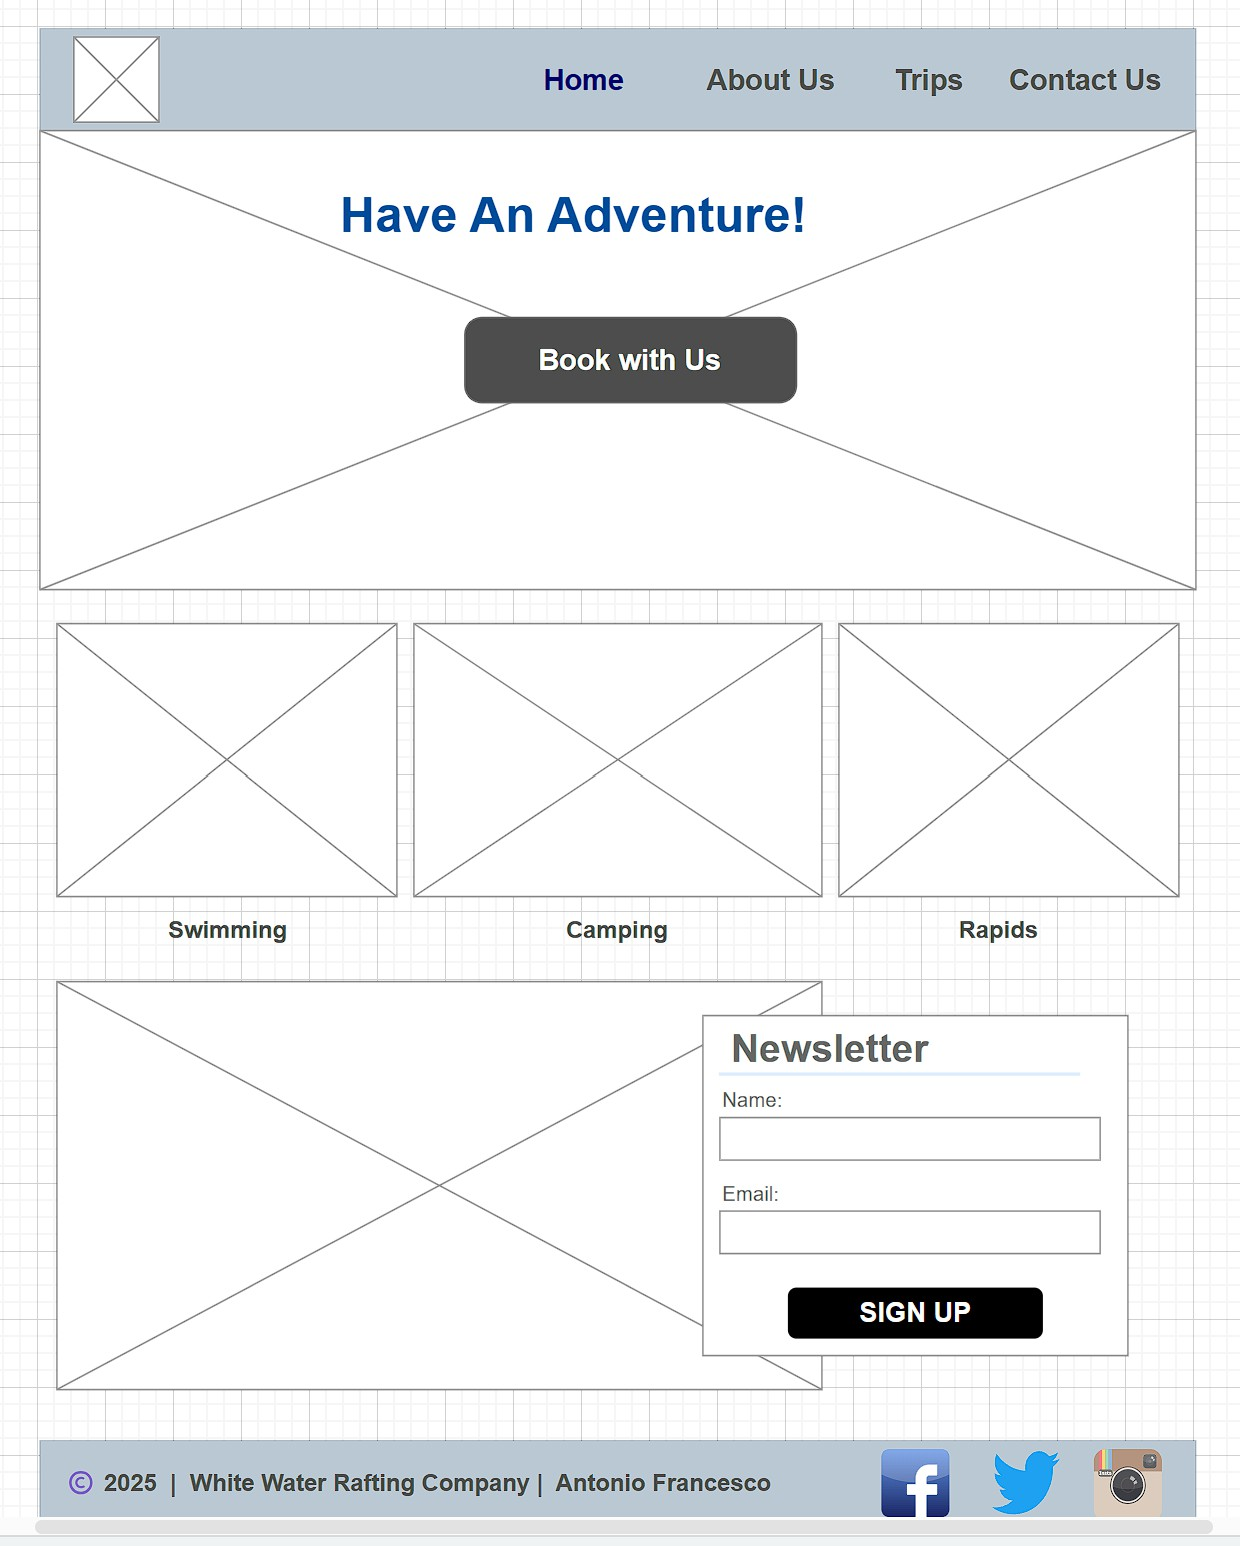 Home About Us Trips Contact Us
Have An Adventure!
Book with Us
Swimming Camping Rapids
Newsletter
Name:
Email:
SIGN UP
© 2025 | White Water Rafting Company | Antonio Francesco
Insta